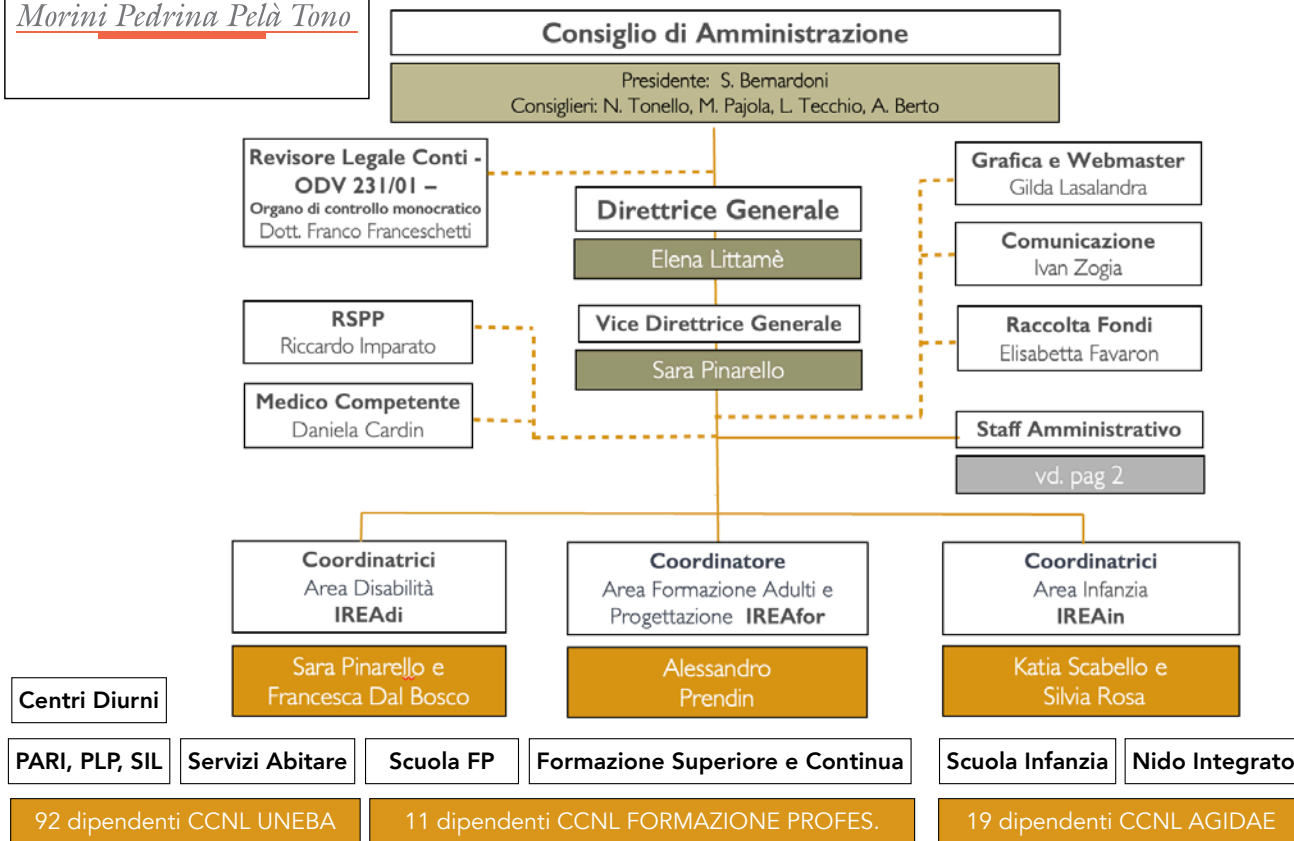 Morini Pedrina Pelà Tono
Consiglio di Amministrazione
Presidente: S. Bernardoni
Consiglieri: N. Tonello, M. Pajola, L. Tecchio, A. Berto
Revisore Legale Conti -
ODV 231/01 –
Organo di controllo monocratico
Dott. Franco Franceschetti
Grafica e Webmaster
Gilda Lasalandra
Direttrice Generale
Elena Littamè
Comunicazione
Ivan Zogia
RSPP
Riccardo Imparato
Vice Direttrice Generale
Sara Pinarello
Raccolta Fondi
Elisabetta Favaron
Medico Competente
Daniela Cardin
Staff Amministrativo
vd. pag 2
Coordinatrici
Area Disabilità
IREAdi
Sara Pinarello e
Francesca Dal Bosco
Coordinatore
Area Formazione Adulti e
Progettazione IREAfor
Alessandro
Prendin
Coordinatrici
Area Infanzia
IREAin
Katia Scabello e
Silvia Rosa
Centri Diurni
PARI, PLP, SIL
Servizi Abitare
Scuola FP
Formazione Superiore e Continua
Scuola Infanzia
Nido Integrato
92 dipendenti CCNL UNEBA
11 dipendenti CCNL FORMAZIONE PROFES.
19 dipendenti CCNL AGIDAE